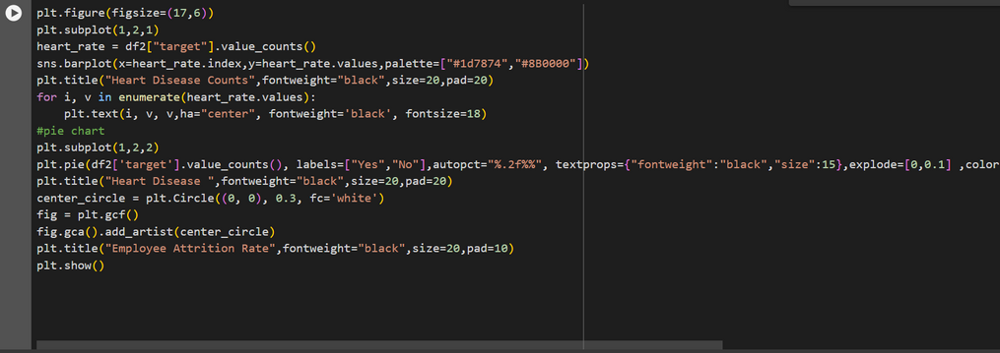 plt.figure(figsize=(17,6))
plt.subplot(1,2,1)
heart_rate = df2["target"].value_counts()
sns.barplot(x=heart_rate.index,y=heart_rate.values,palette=["#1d7874","#8B0000"])
plt.title("Heart Disease Counts",fontweight="black",size=20,pad=20)
for i, v in enumerate(heart_rate.values):
    plt.text(i, v, v,ha="center", fontweight='black', fontsize=18)
#pie chart
plt.subplot(1,2,2)
plt.pie(df2['target'].value_counts(), labels=["Yes","No"],autopct="%.2f%%", textprops={"fontweight":"black","size":15},explode=[0,0.1] ,color
plt.title("Heart Disease ",fontweight="black",size=20,pad=20)
center_circle = plt.Circle((0, 0), 0.3, fc='white')
fig = plt.gcf()
fig.gca().add_artist(center_circle)
plt.title("Employee Attrition Rate",fontweight="black",size=20,pad=10)
plt.show()